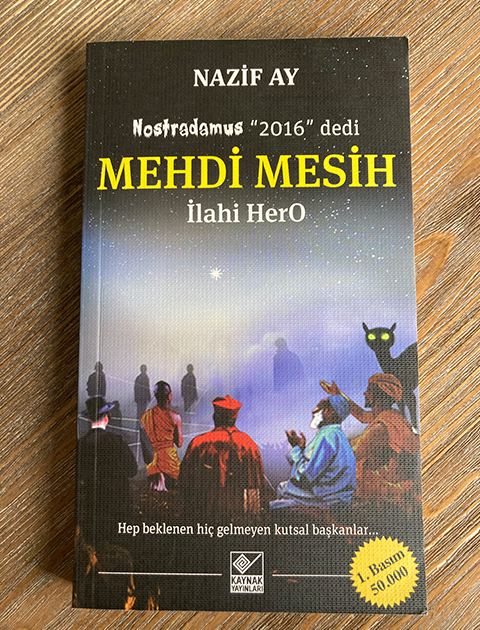 NAZİF AY
Nostradamus “2016” dedi
MEHDİ MESİH
İlahi HerO
Hep beklenen hiç gelmeyen kutsal başkanlar...
KAYNAK
YAYINLARI
1. Basım
50.000